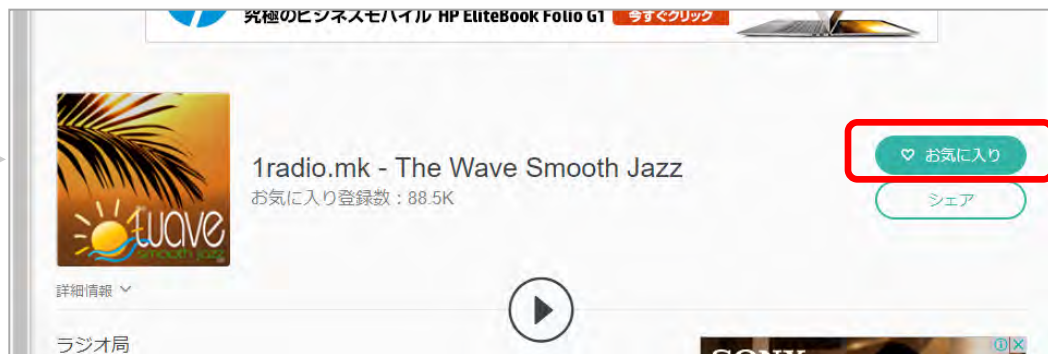 究極のビジネスモバイル HP EliteBook Folio G1 今すぐクリック
1radio.mk - The Wave Smooth Jazz
お気に入り登録数：88.5K
♡ お気に入り
シェア
wave
smooth jazz
詳細情報
ラジオ局
SONY